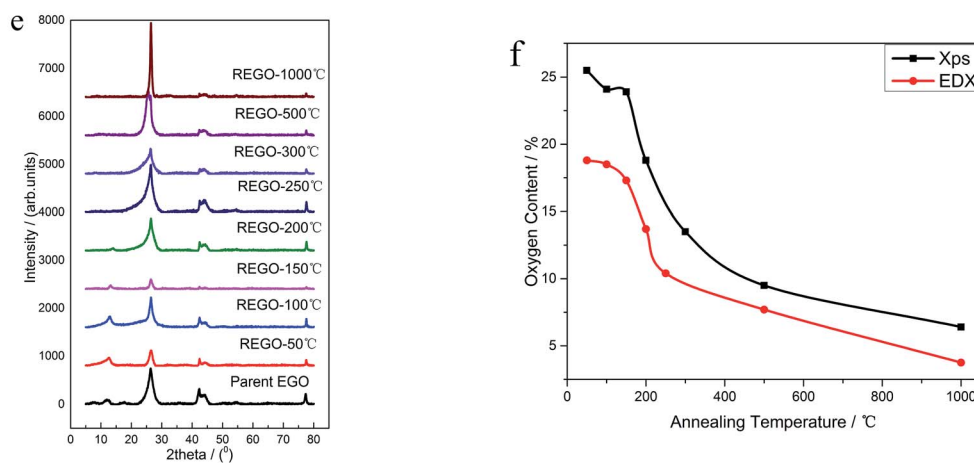 e
8000
7000
6000
5000
4000
3000
2000
1000
0
Intensity / (arb.units)
REGO-1000℃
REGO-500℃
REGO-300℃
REGO-250℃
REGO-200℃
REGO-150℃
REGO-100℃
REGO-50℃
Parent EGO
0 10 20 30 40 50 60 70 80
2theta / (⁰)
f
Xps
EDX
25
20
15
10
5
Oxygen Content / %
0 200 400 600 800 1000
Annealing Temperature / ℃